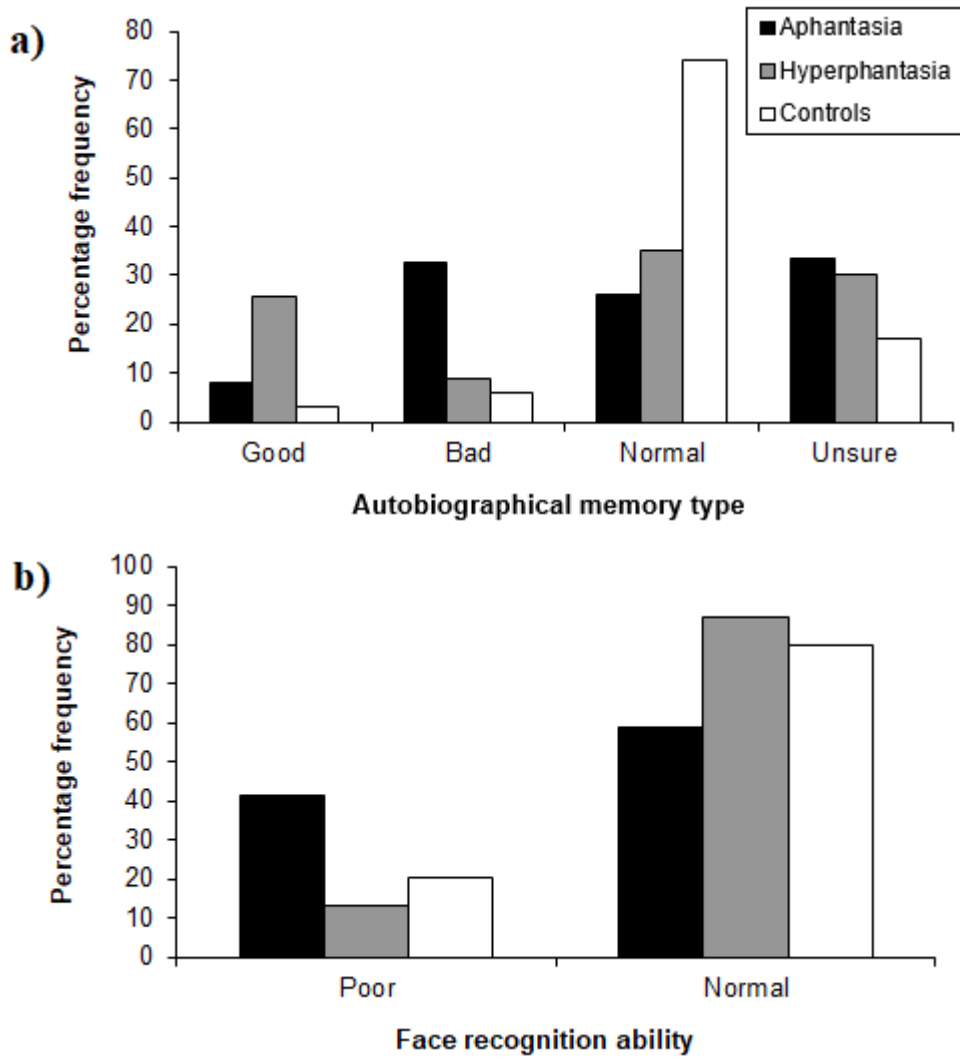 a)
Percentage frequency
80
70
60
50
40
30
20
10
0
Aphantasia
Hyperphantasia
Controls
Good Bad Normal Unsure
Autobiographical memory type
b)
Percentage frequency
100
90
80
70
60
50
40
30
20
10
0
Poor Normal
Face recognition ability